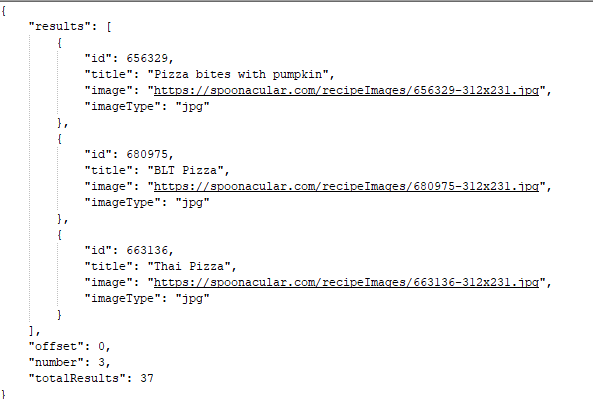 {
    "results": [
        {
            "id": 656329,
            "title": "Pizza bites with pumpkin",
            "image": "https://spoonacular.com/recipeImages/656329-312x231.jpg",
            "imageType": "jpg"
        },
        {
            "id": 680975,
            "title": "BLT Pizza",
            "image": "https://spoonacular.com/recipeImages/680975-312x231.jpg",
            "imageType": "jpg"
        },
        {
            "id": 663136,
            "title": "Thai Pizza",
            "image": "https://spoonacular.com/recipeImages/663136-312x231.jpg",
            "imageType": "jpg"
        }
    ],
    "offset": 0,
    "number": 3,
    "totalResults": 37
}